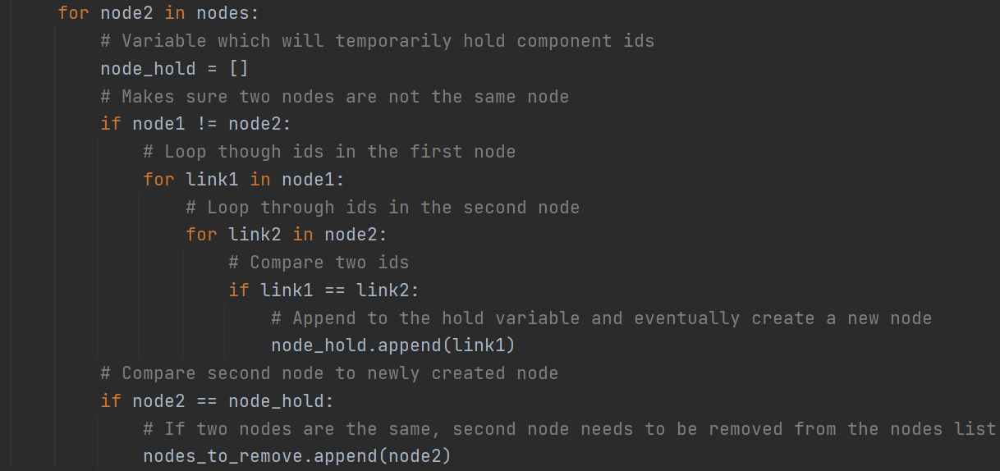 for node2 in nodes:
# Variable which will temporarily hold component ids
node_hold = []
# Makes sure two nodes are not the same node
if node1 != node2:
# Loop though ids in the first node
for link1 in node1:
# Loop through ids in the second node
for link2 in node2:
# Compare two ids
if link1 == link2:
# Append to the hold variable and eventually create a new node
node_hold.append(link1)
# Compare second node to newly created node
if node2 == node_hold:
# If two nodes are the same, second node needs to be removed from the nodes list
nodes_to_remove.append(node2)